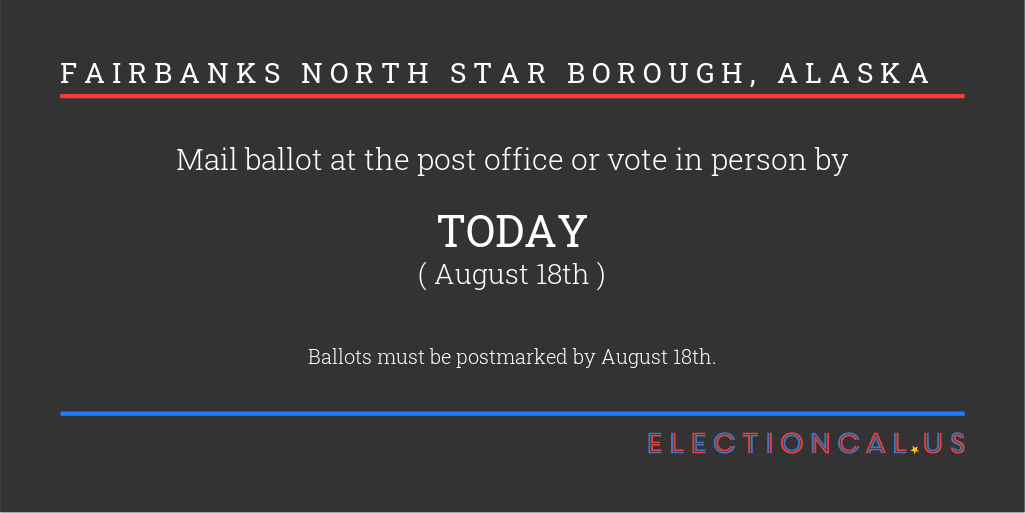 FAIRBANKS NORTH STAR BOROUGH, ALASKA
Mail ballot at the post office or vote in person by
TODAY
( August 18th )
Ballots must be postmarked by August 18th.
ELECTIONCAL.US